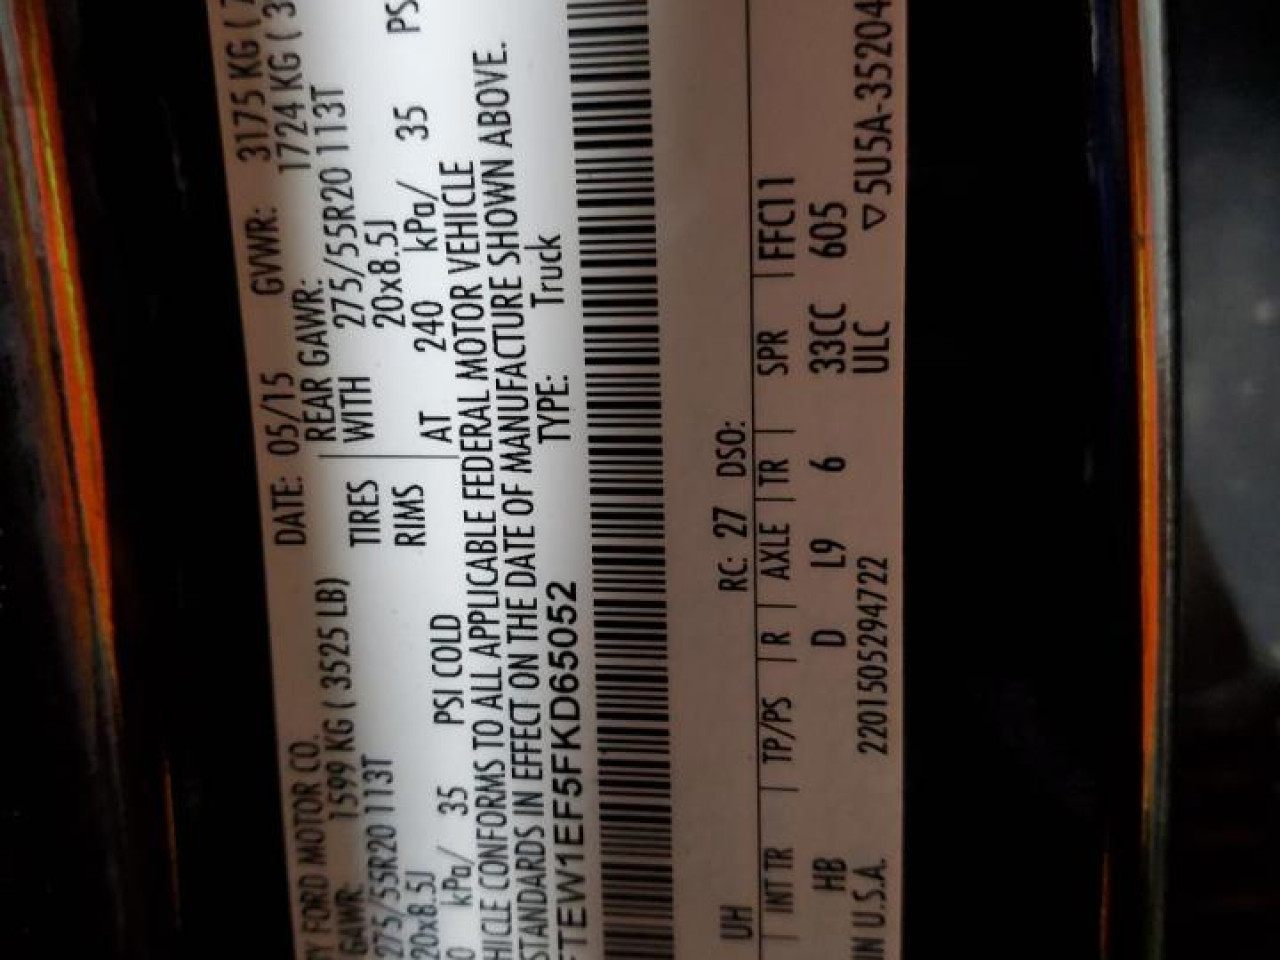 Y FORD MOTOR CO. DATE: 05/15 GVWR: 3175 KG (
GAWR: 1599 KG ( 3525 LB) REAR GAWR: 1724 KG ( 3
275/55R20 113T TIRES WITH 275/55R20 113T
20x8.5J RIMS 20x8.5J
0 kPa/ 35 PSI COLD AT 240 kPa/ 35 PS
HICLE CONFORMS TO ALL APPLICABLE FEDERAL MOTOR VEHICLE
STANDARDS IN EFFECT ON THE DATE OF MANUFACTURE SHOWN ABOVE.
FTEW1EF5FKD65052 TYPE: Truck
UH RC: 27 DSO:
INT TR | TP/PS | R | AXLE | TR | SPR | FFC11
HB D L9 6 33CC 605
IN U.S.A. 2201505294722 ULC ▽ 5U5A-35204